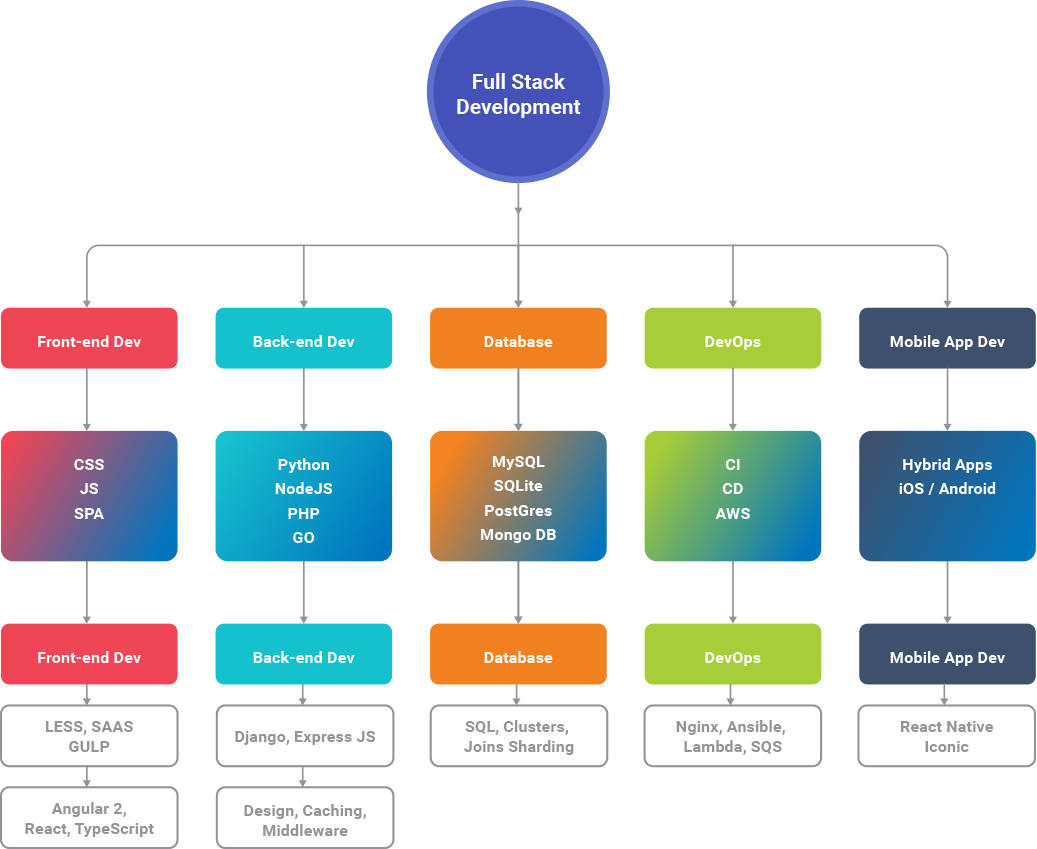 Full Stack
Development
Front-end Dev
Back-end Dev
Database
DevOps
Mobile App Dev
CSS
JS
SPA
Python
NodeJS
PHP
GO
MySQL
SQLite
PostGres
Mongo DB
CI
CD
AWS
Hybrid Apps
iOS / Android
Front-end Dev
Back-end Dev
Database
DevOps
Mobile App Dev
LESS, SAAS
GULP
Django, Express JS
SQL, Clusters,
Joins Sharding
Nginx, Ansible,
Lambda, SQS
React Native
Iconic
Angular 2,
React, TypeScript
Design, Caching,
Middleware